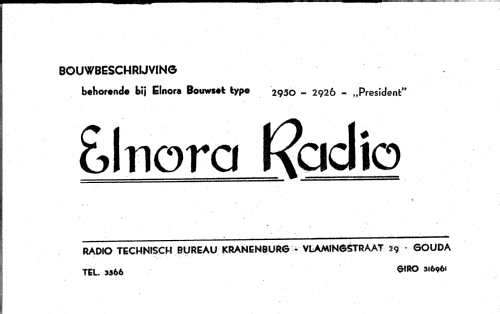 BOUWBESCHRIJVING
behorende bij Elnora Bouwset type 2950 - 2926 - „President”
Elnora Radio
RADIO TECHNISCH BUREAU KRANENBURG - VLAMINGSTRAAT 29 - GOUDA
TEL. 3566 GIRO 316961